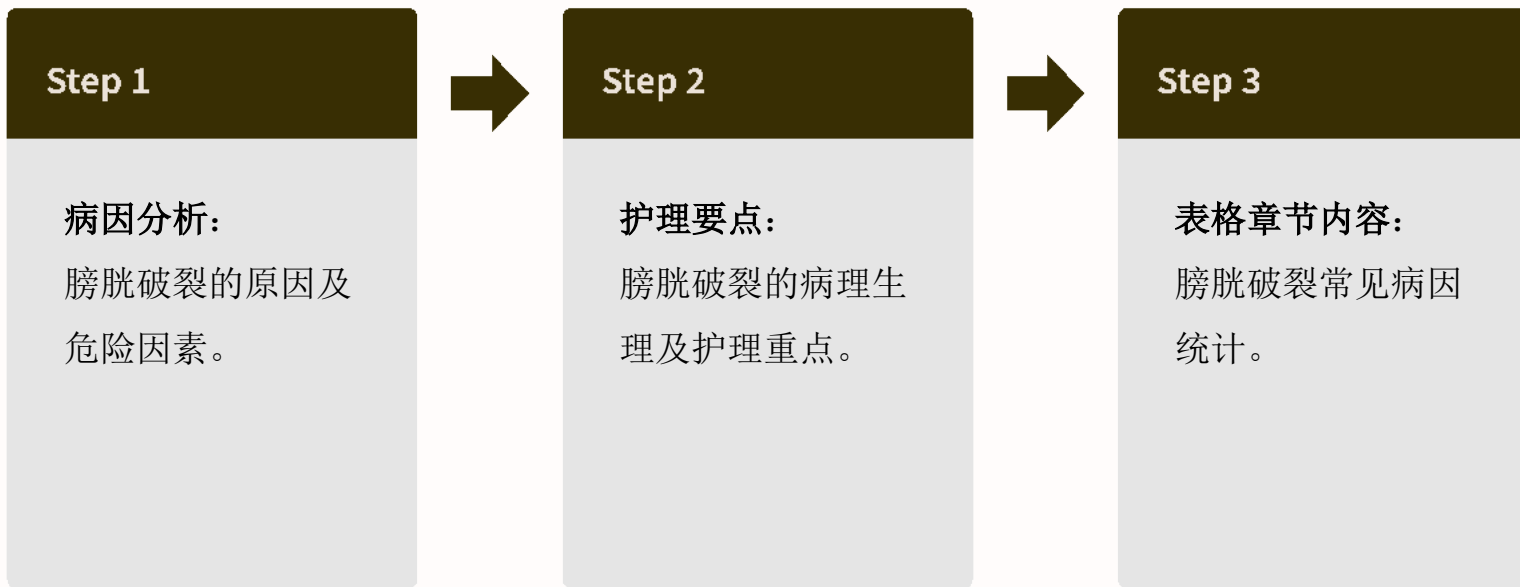 Step 1
病因分析：
膀胱破裂的原因及
危险因素。
Step 2
护理要点：
膀胱破裂的病理生
理及护理重点。
Step 3
表格章节内容：
膀胱破裂常见病因
统计。